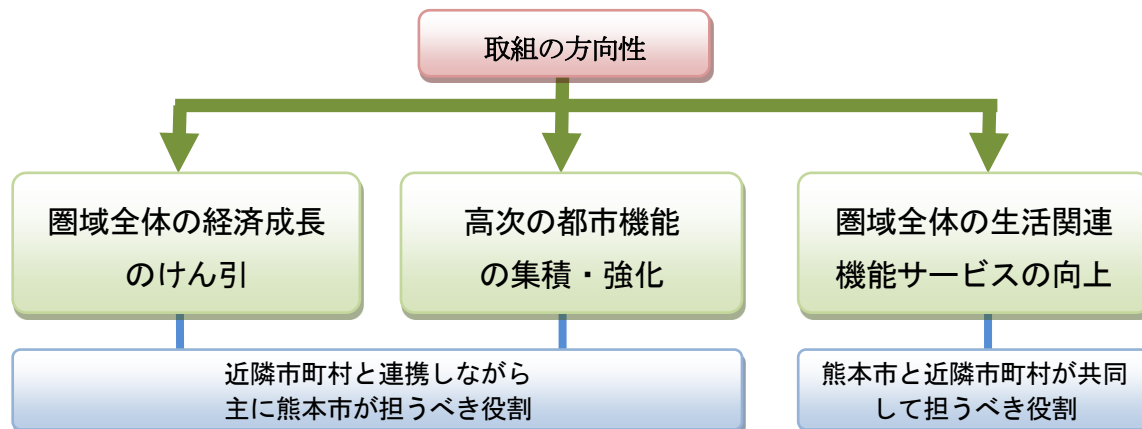 取組の方向性
圏域全体の経済成長
のけん引
高次の都市機能
の集積・強化
圏域全体の生活関連
機能サービスの向上
近隣市町村と連携しながら
主に熊本市が担うべき役割
熊本市と近隣市町村が共同
して担うべき役割